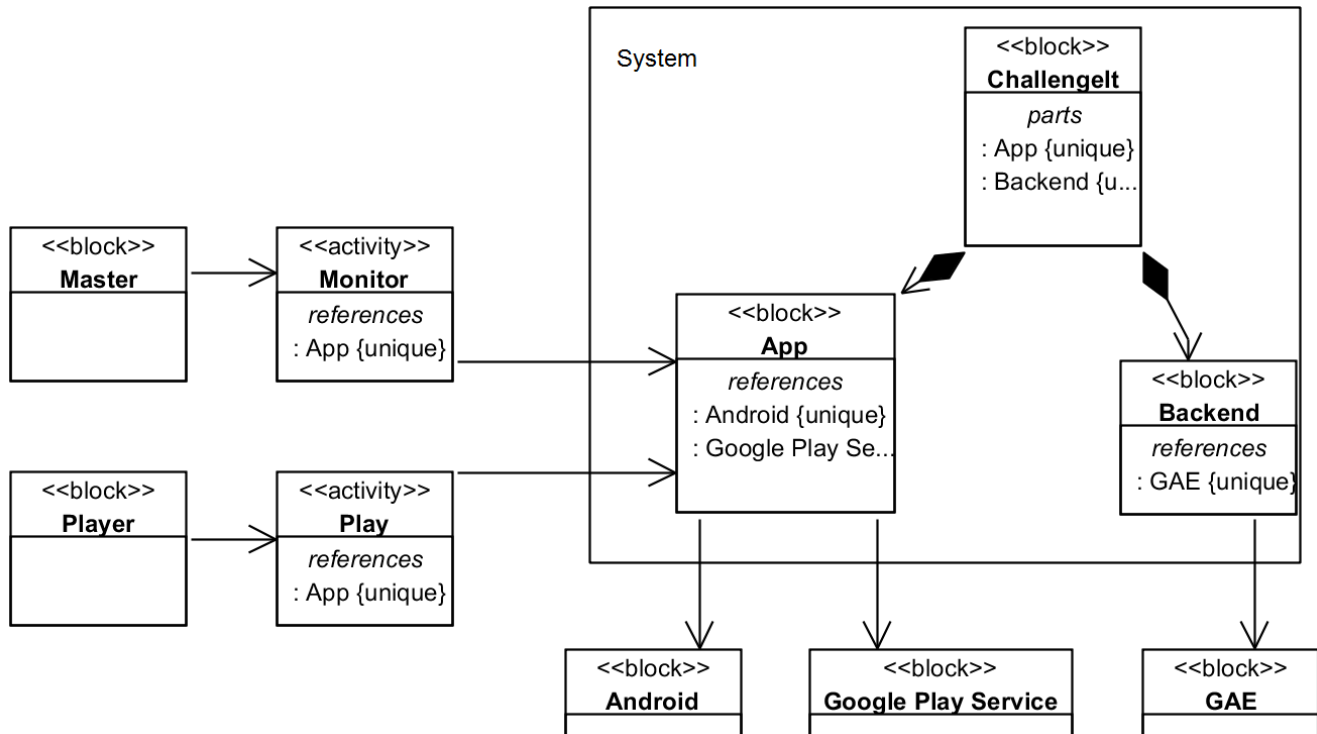 System
<<block>>
ChallengeIt
parts
: App {unique}
: Backend {u...
<<block>>
Master
<<activity>>
Monitor
references
: App {unique}
<<block>>
App
references
: Android {unique}
: Google Play Se...
<<block>>
Backend
references
: GAE {unique}
<<block>>
Player
<<activity>>
Play
references
: App {unique}
<<block>>
Android
<<block>>
Google Play Service
<<block>>
GAE